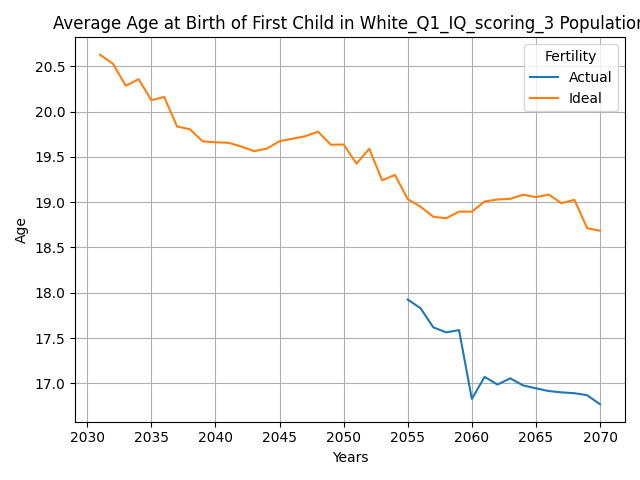 Average Age at Birth of First Child in White_Q1_IQ_scoring_3 Population
Fertility
Actual
Ideal
20.5
20.0
19.5
19.0
18.5
18.0
17.5
17.0
Age
2030 2035 2040 2045 2050 2055 2060 2065 2070
Years